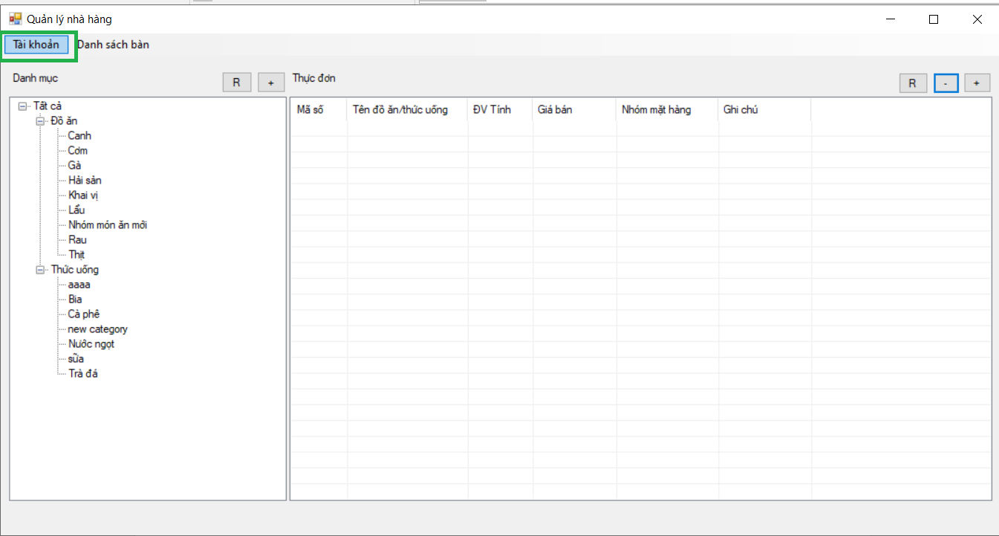 Quản lý nhà hàng
Tài khoản Danh sách bàn
Danh mục R + Thực đơn R - +
Mã số Tên đồ ăn/thức uống ĐV Tính Giá bán Nhóm mặt hàng Ghi chú
Tất cả
Đồ ăn
Canh
Cơm
Gà
Hải sản
Khai vị
Lẩu
Nhóm món ăn mới
Rau
Thịt
Thức uống
aaaa
Bia
Cà phê
new category
Nước ngọt
sữa
Trà đá